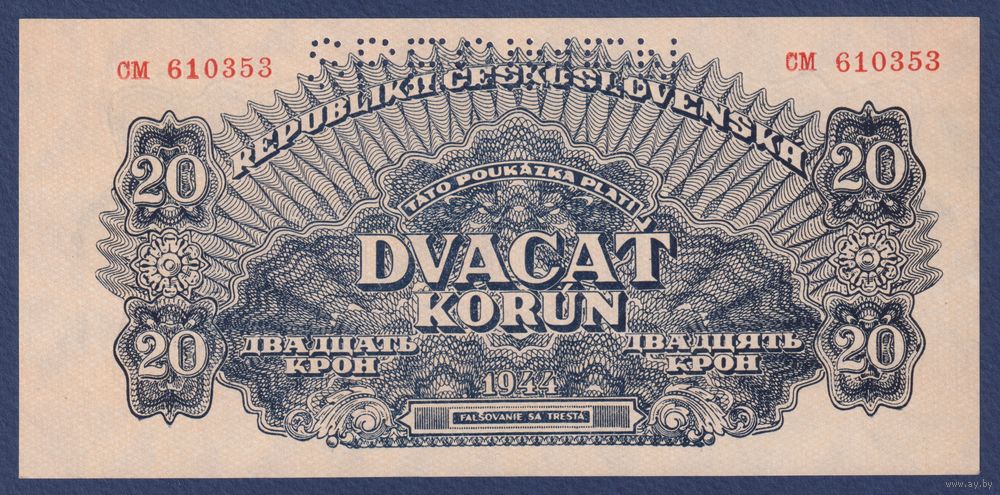 СМ 610353
СМ 610353
REPUBLIKA ČESKOSLOVENSKÁ
20
20
TÁTO POUKÁZKA PLATÍ
DVACAŤ
KORÚN
20
20
ДВАДЦАТЬ
КРОН
ДВАДЦЯТЬ
КРОН
1944
FALŠOVANIE SA TRESTÁ
www.ay.by